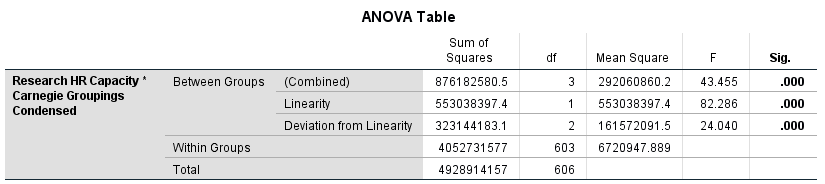 ANOVA Table
Sum of
Squares df Mean Square F Sig.
Research HR Capacity * Between Groups (Combined) 876182580.5 3 292060860.2 43.455 .000
Carnegie Groupings Linearity 553038397.4 1 553038397.4 82.286 .000
Condensed
Deviation from Linearity 323144183.1 2 161572091.5 24.040 .000
Within Groups 4052731577 603 6720947.889
Total 4928914157 606